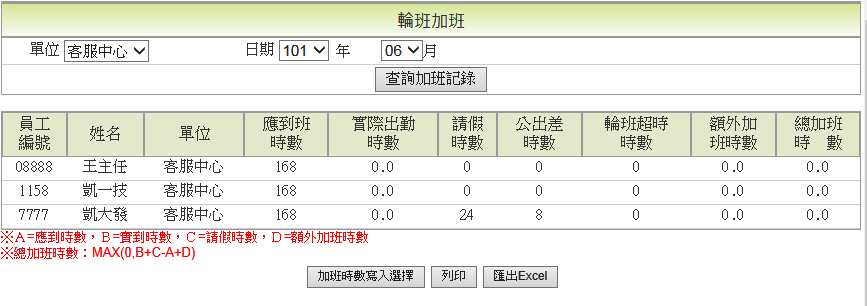 輪班加班
單位 客服中心 日期 101 年 06 月
查詢加班記錄
員工編號 姓名 單位 應到班時數 實際出勤時數 請假時數 公出差時數 輪班超時時數 額外加班時數 總加班時 數
08888 王主任 客服中心 168 0.0 0 0 0 0.0 0.0
1158 凱一技 客服中心 168 0.0 0 0 0 0.0 0.0
7777 凱大發 客服中心 168 0.0 24 8 0 0.0 0.0
※Ａ=應到時數，Ｂ=實到時數，Ｃ=請假時數，Ｄ=額外加班時數
※總加班時數：MAX(0,B+C-A+D)
加班時數寫入選擇 列印 匯出Excel